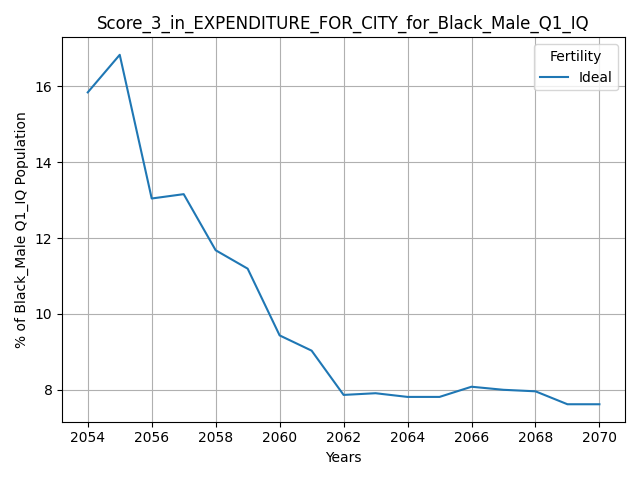 Score_3_in_EXPENDITURE_FOR_CITY_for_Black_Male_Q1_IQ
Fertility
Ideal
% of Black_Male Q1_IQ Population
16
14
12
10
8
2054 2056 2058 2060 2062 2064 2066 2068 2070
Years